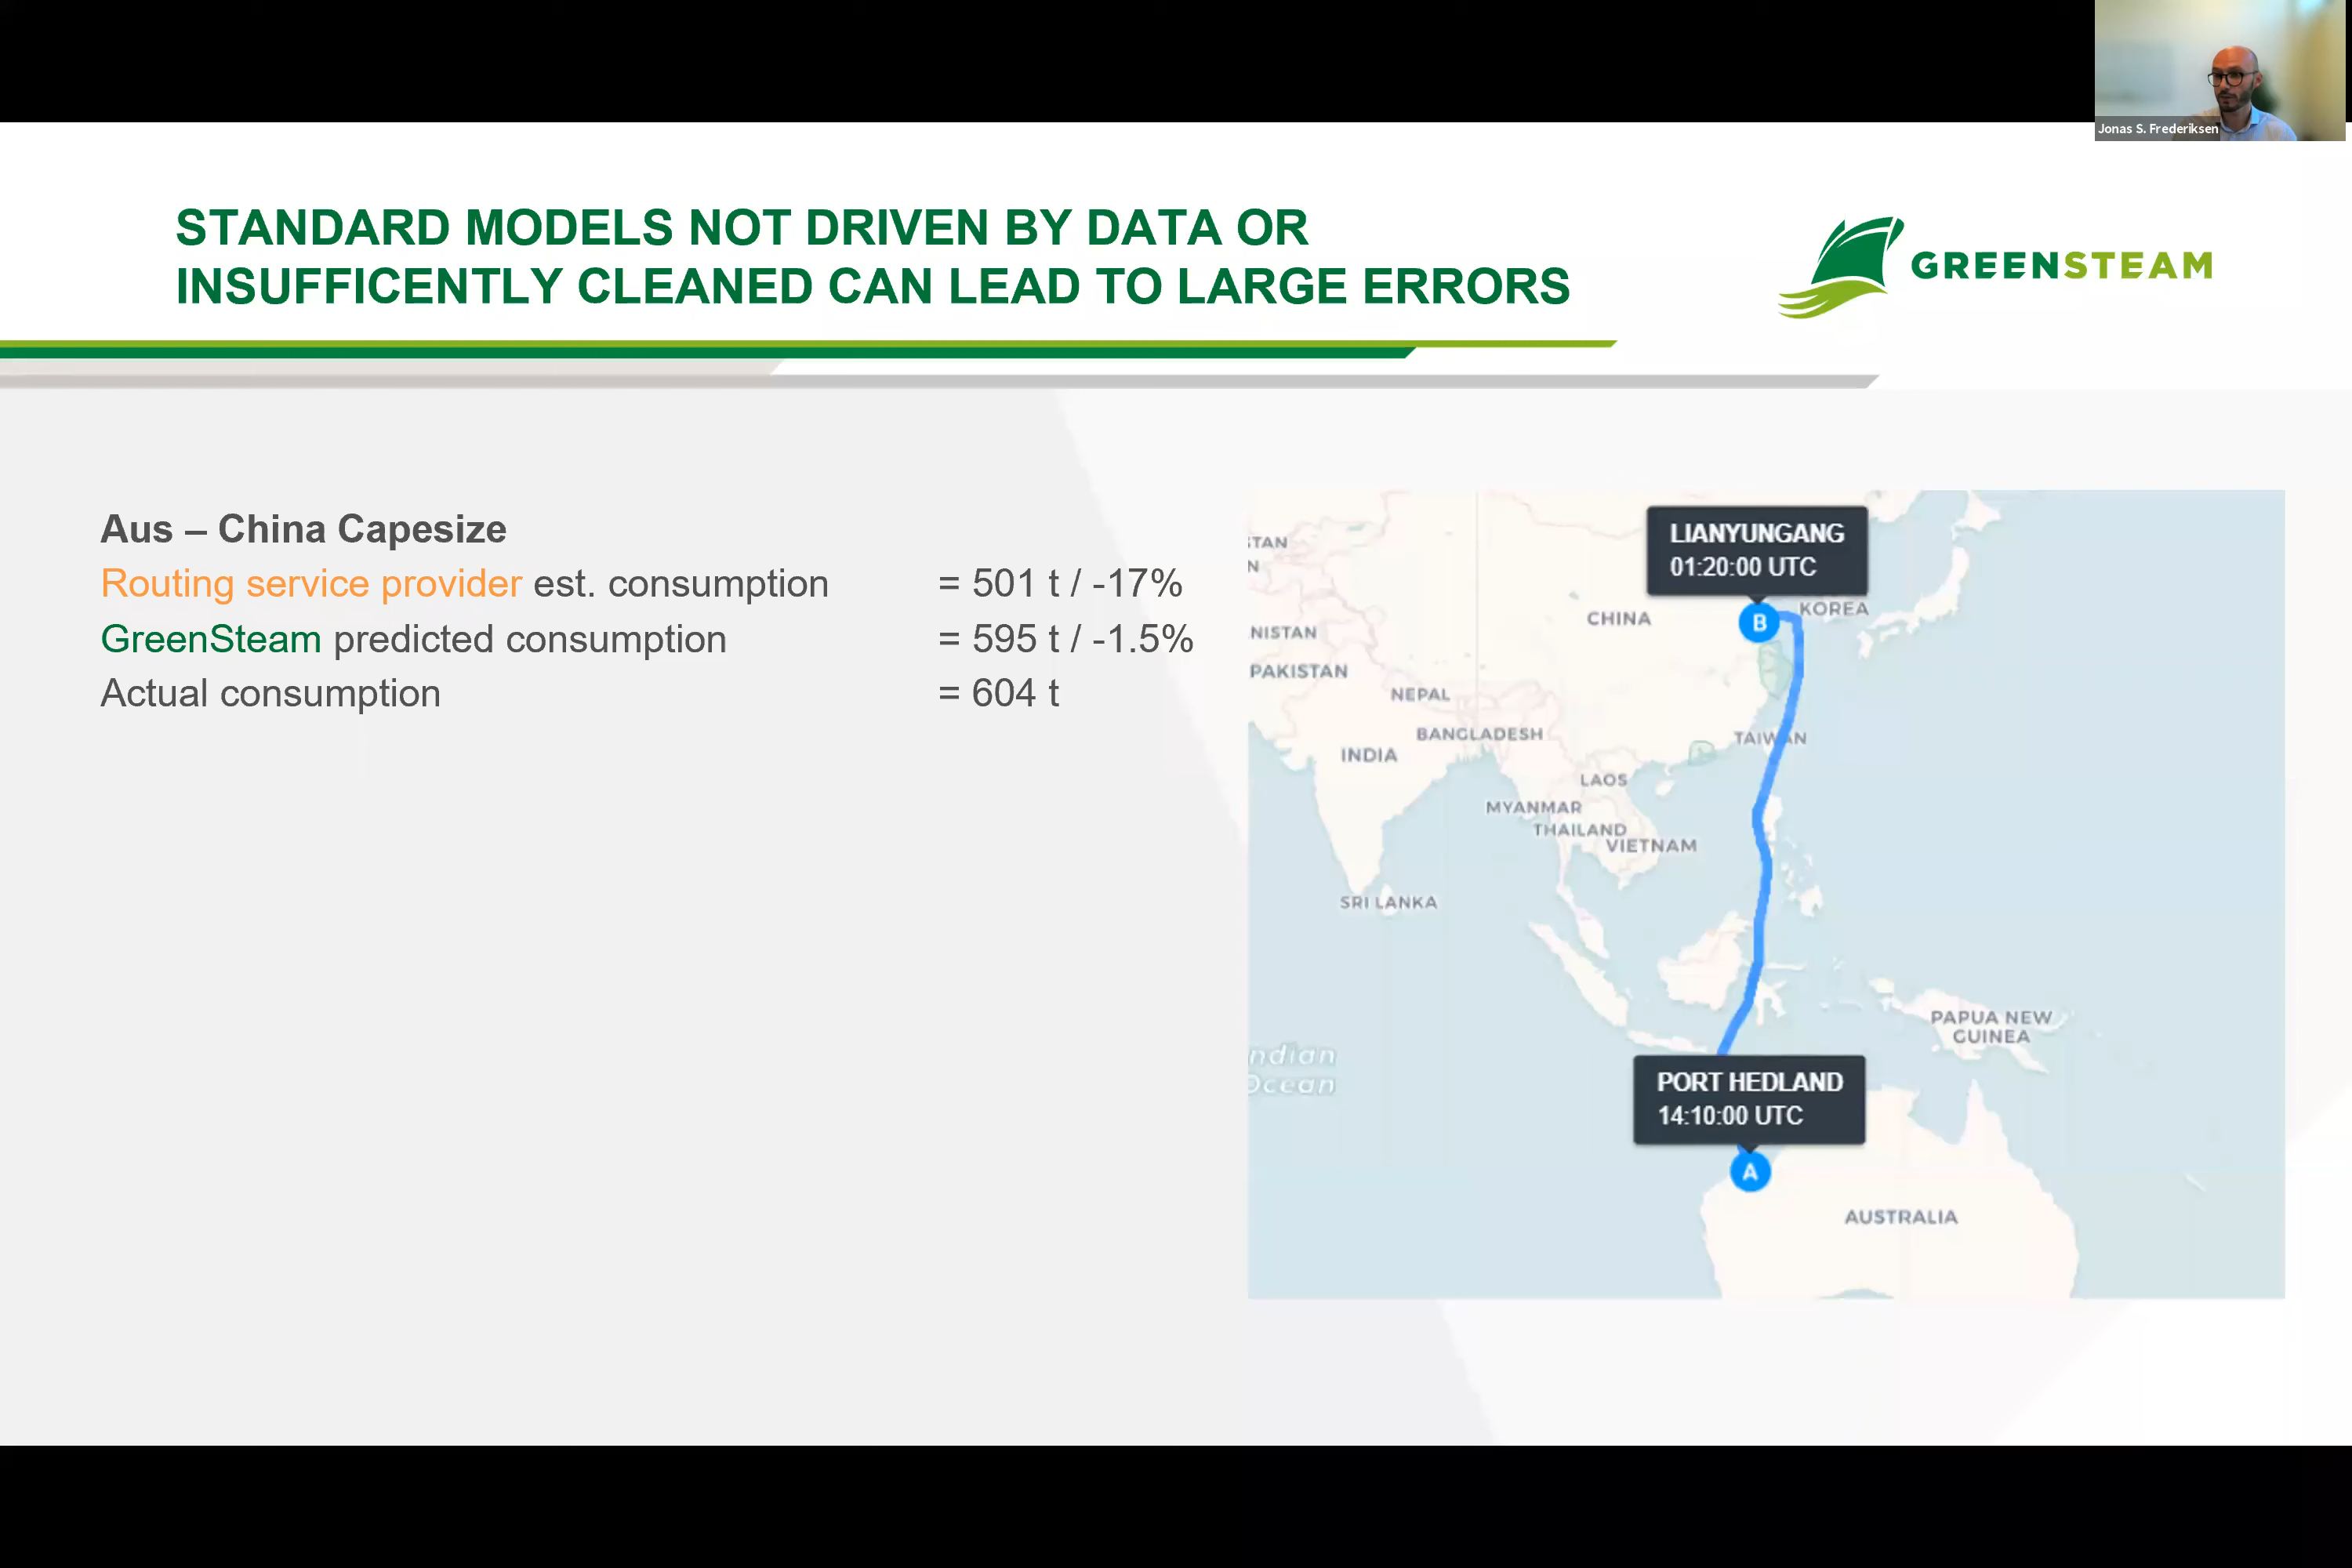 Jonas S. Frederiksen
STANDARD MODELS NOT DRIVEN BY DATA OR
INSUFFICENTLY CLEANED CAN LEAD TO LARGE ERRORS
GREENSTEAM
Aus – China Capesize
Routing service provider est. consumption = 501 t / -17%
GreenSteam predicted consumption = 595 t / -1.5%
Actual consumption = 604 t
LIANYUNGANG
01:20:00 UTC
B
KOREA
CHINA
STAN
N
NISTAN
PAKISTAN
NEPAL
BANGLADESH
INDIA
TAIWAN
LAOS
MYANMAR
THAILAND
VIETNAM
SRI LANKA
PAPUA NEW
GUINEA
ndian
Ocean
PORT HEDLAND
14:10:00 UTC
A
AUSTRALIA